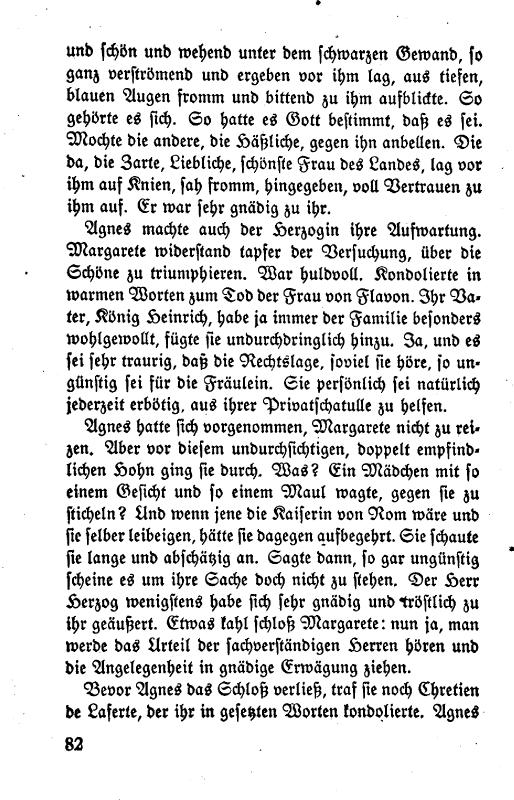 und schön und wehend unter dem schwarzen Gewand, so
ganz verströmend und ergeben vor ihm lag, aus tiefen,
blauen Augen fromm und bittend zu ihm aufblickte. So
gehörte es sich. So hatte es Gott bestimmt, daß es sei.
Mochte die andere, die Häßliche, gegen ihn anbellen. Die
da, die Zarte, Liebliche, schönste Frau des Landes, lag vor
ihm auf Knien, sah fromm, hingegeben, voll Vertrauen zu
ihm auf. Er war sehr gnädig zu ihr.
Agnes machte auch der Herzogin ihre Aufwartung.
Margarete widerstand tapfer der Versuchung, über die
Schöne zu triumphieren. War huldvoll. Kondolierte in
warmen Worten zum Tod der Frau von Flavon. Ihr Va-
ter, König Heinrich, habe ja immer der Familie besonders
wohlgewollt, fügte sie undurchdringlich hinzu. Ja, und es
sei sehr traurig, daß die Rechtslage, soviel sie höre, so un-
günstig sei für die Fräulein. Sie persönlich sei natürlich
jederzeit erbötig, aus ihrer Privatschatulle zu helfen.
Agnes hatte sich vorgenommen, Margarete nicht zu rei-
zen. Aber vor diesem undurchsichtigen, doppelt empfind-
lichen Hohn ging sie durch. Was? Ein Mädchen mit so
einem Gesicht und so einem Maul wagte, gegen sie zu
sticheln? Und wenn jene die Kaiserin von Rom wäre und
sie selber leibeigen, hätte sie dagegen aufbegehrt. Sie schaute
sie lange und abschätzig an. Sagte dann, so gar ungünstig
scheine es um ihre Sache doch nicht zu stehen. Der Herr
Herzog wenigstens habe sich sehr gnädig und tröstlich zu
ihr geäußert. Etwas kahl schloß Margarete: nun ja, man
werde das Urteil der sachverständigen Herren hören und
die Angelegenheit in gnädige Erwägung ziehen.
Bevor Agnes das Schloß verließ, traf sie noch Chretien
de Laferte, der ihr in gesetzten Worten kondolierte. Agnes
82